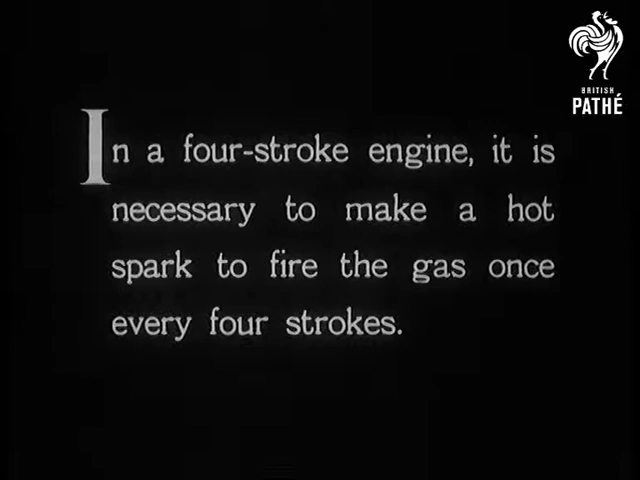 BRITISH
PATHÉ
In a four-stroke engine, it is
necessary to make a hot
spark to fire the gas once
every four strokes.